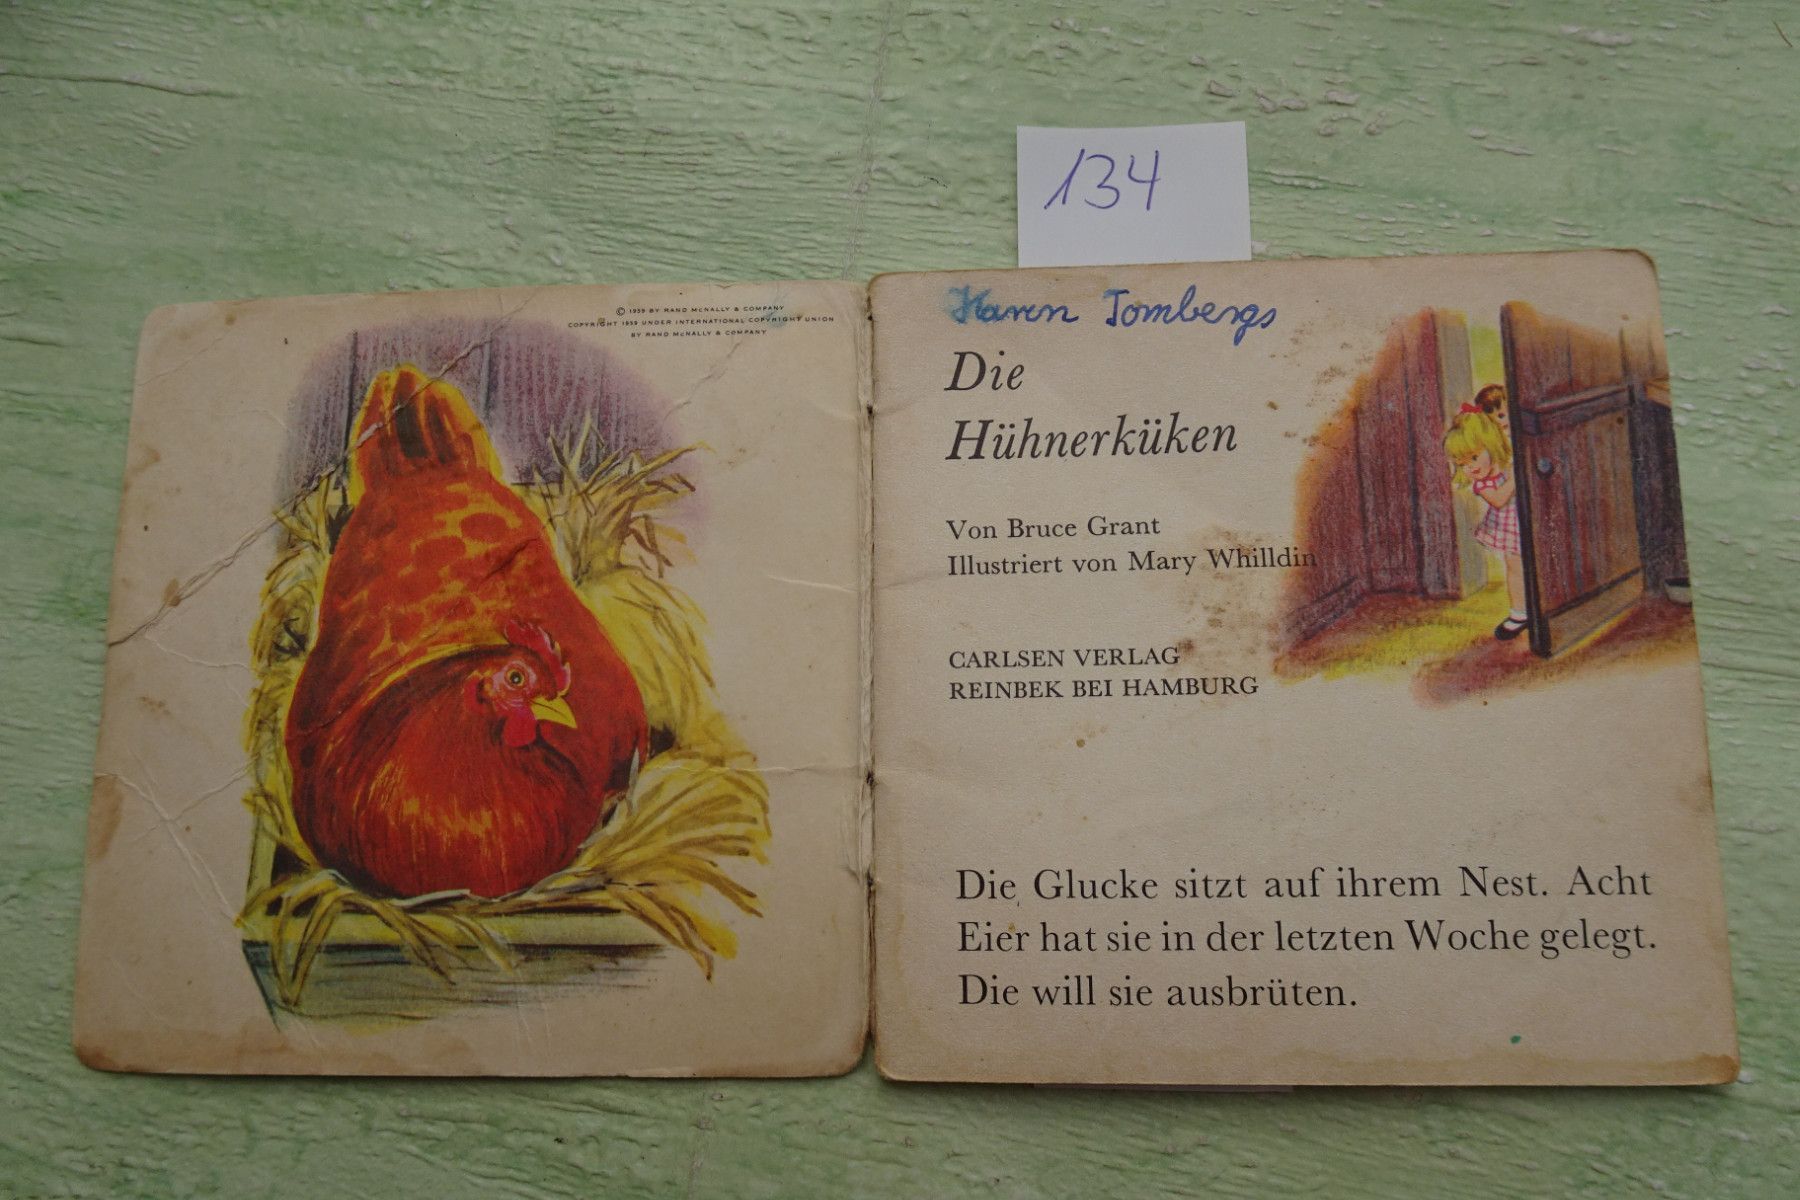 134
© 1959 BY RAND McNALLY & COMPANY
COPYRIGHT 1959 UNDER INTERNATIONAL COPYRIGHT UNION
BY RAND McNALLY & COMPANY
Karen Tombergs
Die
Hühnerküken
Von Bruce Grant
Illustriert von Mary Whilldin
CARLSEN VERLAG
REINBEK BEI HAMBURG
Die Glucke sitzt auf ihrem Nest. Acht
Eier hat sie in der letzten Woche gelegt.
Die will sie ausbrüten.